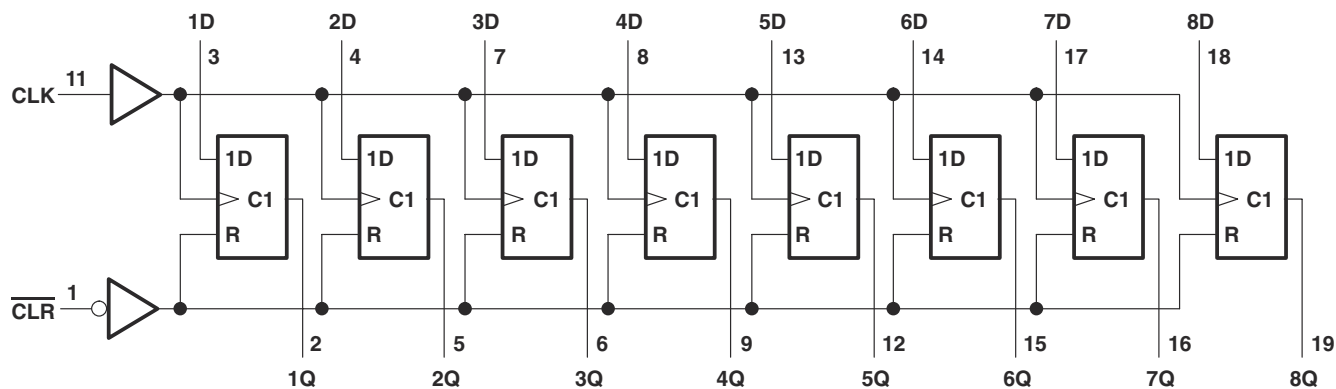 1D 2D 3D 4D 5D 6D 7D 8D
3 4 7 8 13 14 17 18
CLK 11
1D 1D 1D 1D 1D 1D 1D 1D
C1 C1 C1 C1 C1 C1 C1 C1
R R R R R R R R
C̅L̅R̅ 1
2 5 6 9 12 15 16 19
1Q 2Q 3Q 4Q 5Q 6Q 7Q 8Q